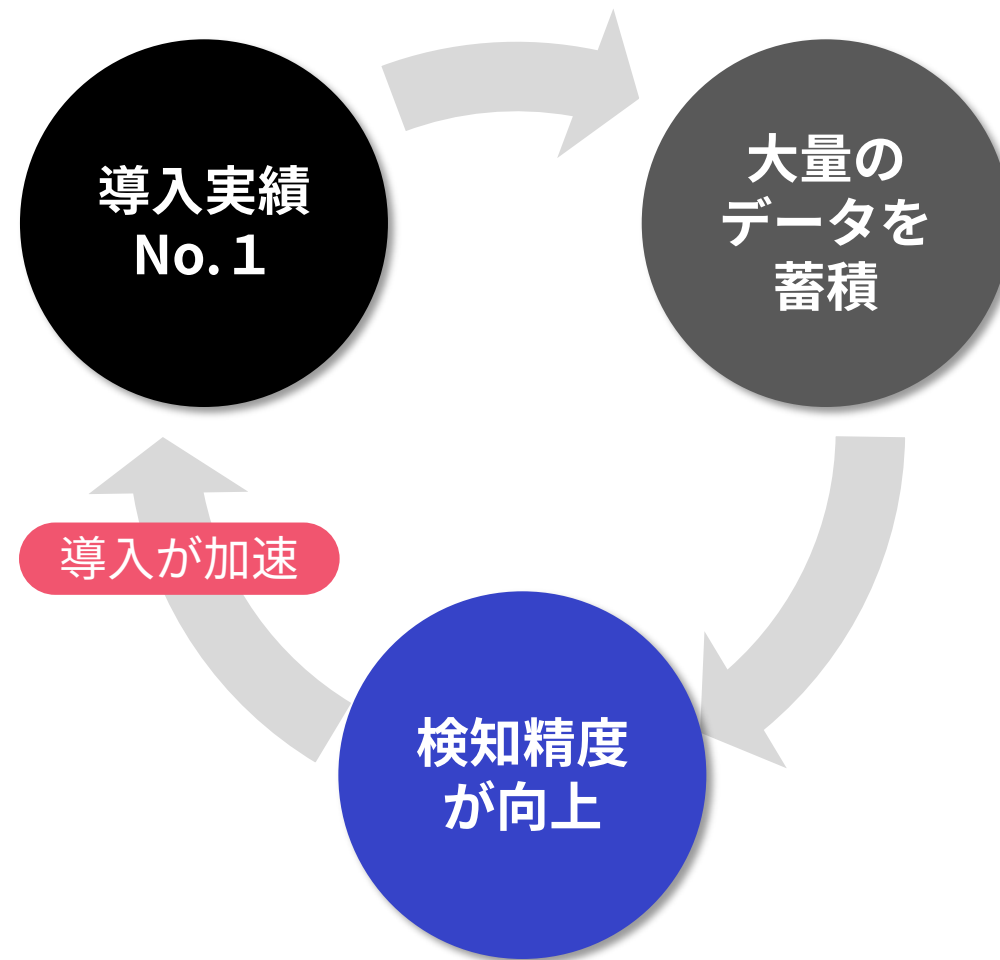 導入実績
No.１
大量の
データを
蓄積
導入が加速
検知精度
が向上